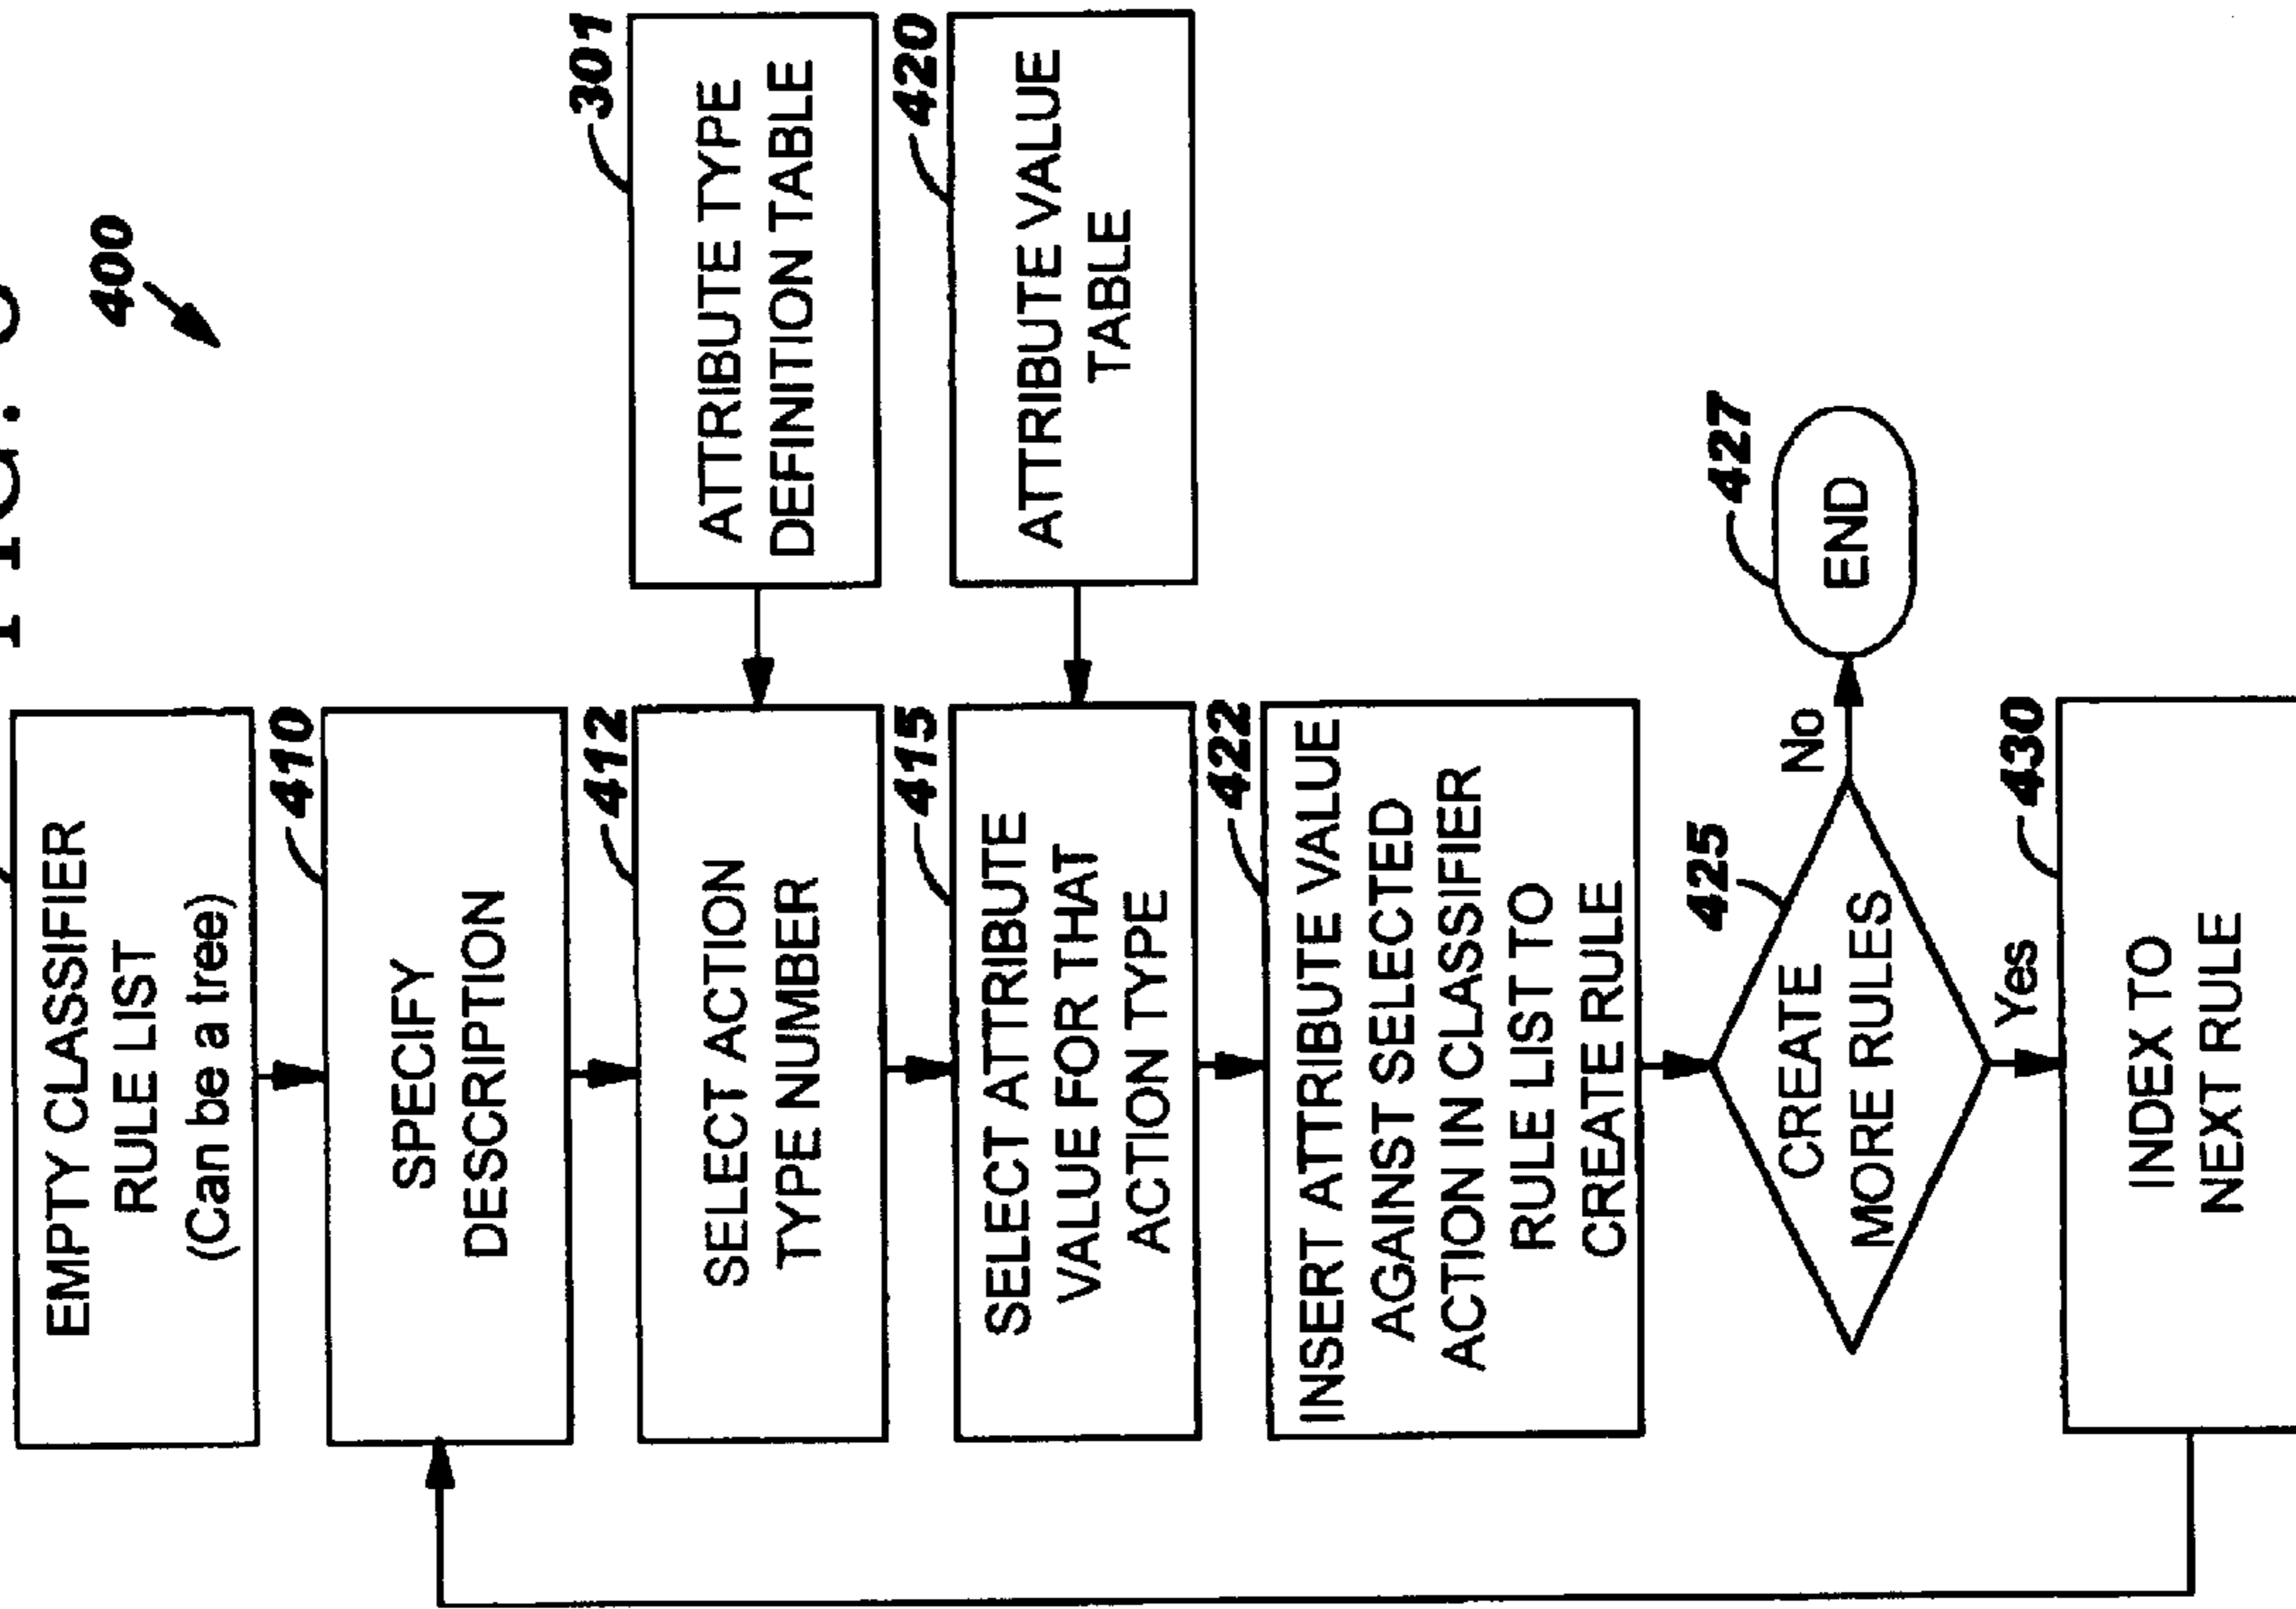 400
EMPTY CLASSIFIER
RULE LIST
(Can be a tree)
410
SPECIFY
DESCRIPTION
412
SELECT ACTION
TYPE NUMBER
301
ATTRIBUTE TYPE
DEFINITION TABLE
415
SELECT ATTRIBUTE
VALUE FOR THAT
ACTION TYPE
420
ATTRIBUTE VALUE
TABLE
422
INSERT ATTRIBUTE VALUE
AGAINST SELECTED
ACTION IN CLASSIFIER
RULE LIST TO
CREATE RULE
425
CREATE
MORE RULES
No
427
END
Yes
430
INDEX TO
NEXT RULE